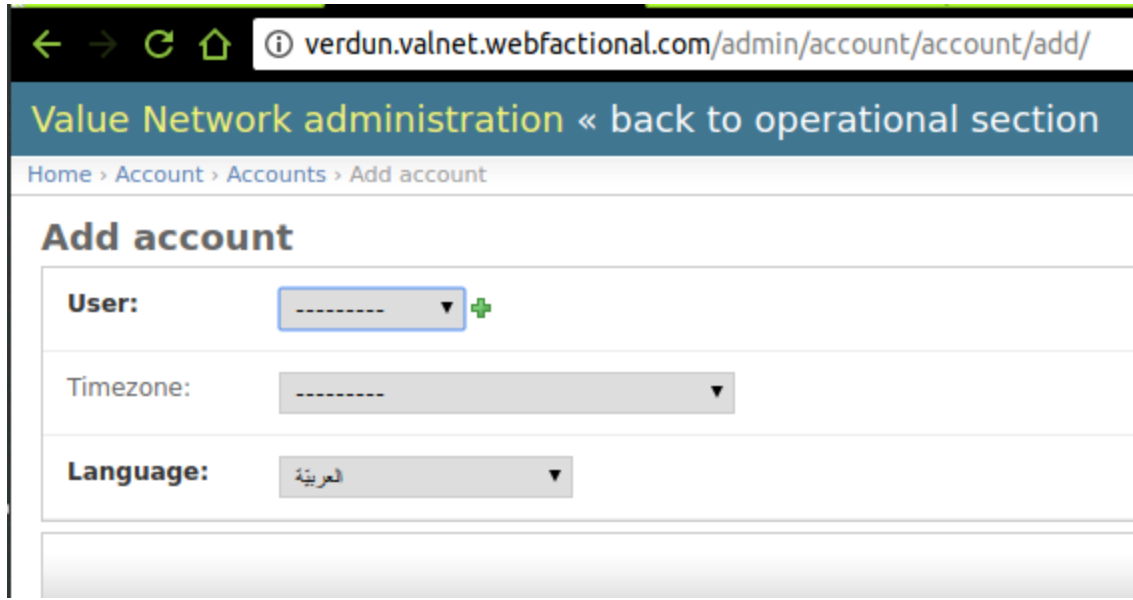 verdun.valnet.webfactional.com/admin/account/account/add/
Value Network administration « back to operational section
Home › Account › Accounts › Add account
Add account
User: ---------
Timezone: ---------
Language: العربيّة